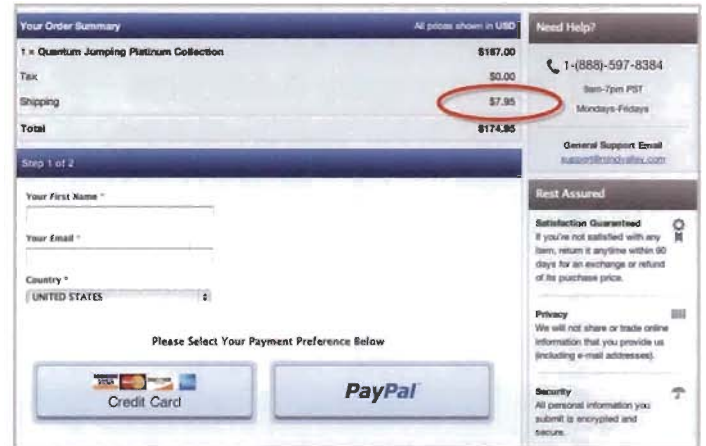 Your Order Summary
All prices shown in USD
1 × Quantum Jumping Platinum Collection
$167.00
Tax
$0.00
Shipping
$7.95
Total
$174.95
Step 1 of 2
Your First Name *
Your Email *
Country *
UNITED STATES
Please Select Your Payment Preference Below
VISA
Credit Card
PayPal
Need Help?
1-(888)-597-8384
9am-7pm PST
Mondays-Fridays
General Support Email
support@mindvalley.com
Rest Assured
Satisfaction Guaranteed
If you're not satisfied with any
item, return it anytime within 60
days for an exchange or refund
of its purchase price.
Privacy
We will not share or trade online
information that you provide us
(including e-mail addresses).
Security
All personal information you
submit is encrypted and
secure.